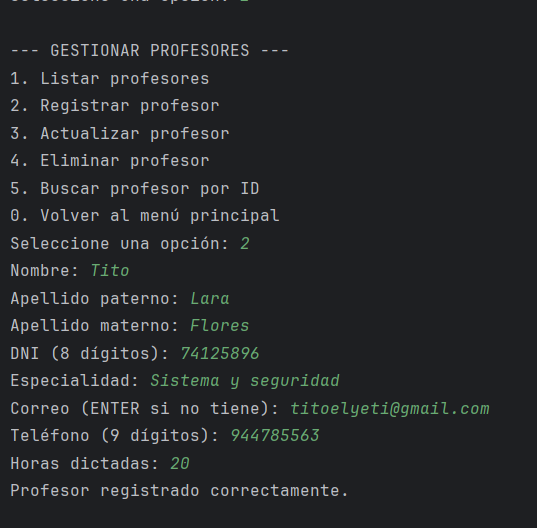 --- GESTIONAR PROFESORES ---
1. Listar profesores
2. Registrar profesor
3. Actualizar profesor
4. Eliminar profesor
5. Buscar profesor por ID
0. Volver al menú principal
Seleccione una opción: 2
Nombre: Tito
Apellido paterno: Lara
Apellido materno: Flores
DNI (8 dígitos): 74125896
Especialidad: Sistema y seguridad
Correo (ENTER si no tiene): titoelyeti@gmail.com
Teléfono (9 dígitos): 944785563
Horas dictadas: 20
Profesor registrado correctamente.